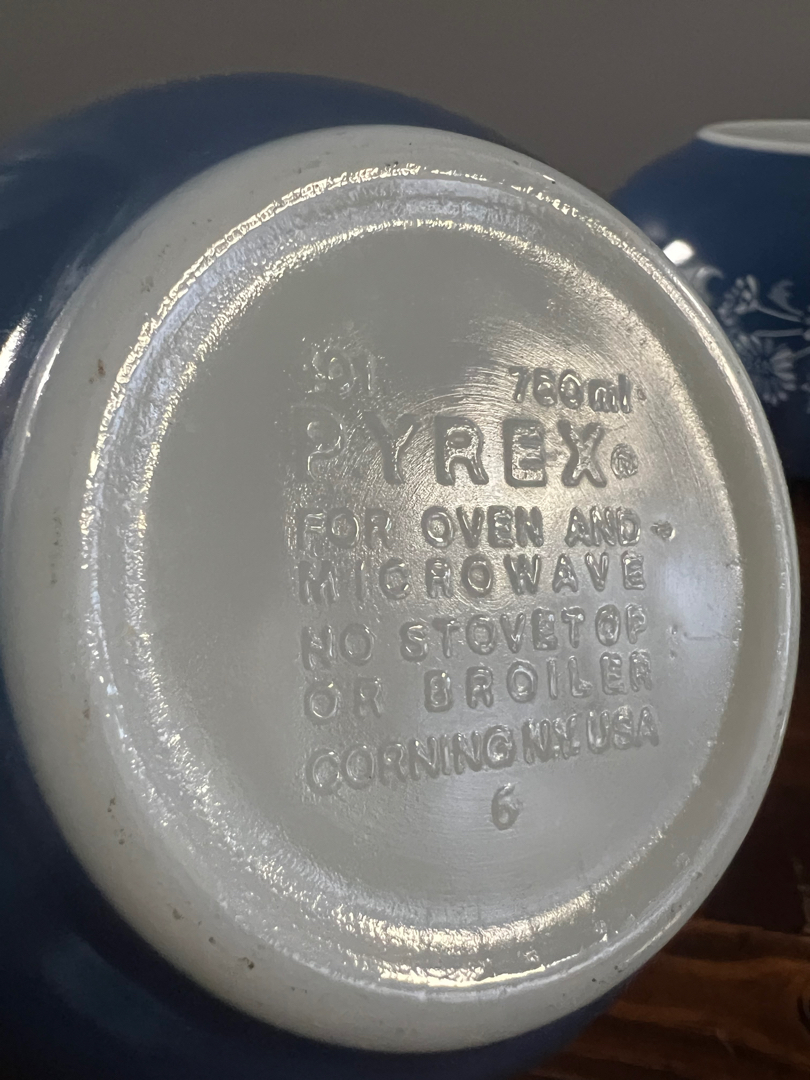 401 750ml
PYREX®
FOR OVEN AND
MICROWAVE
NO STOVETOP
OR BROILER
CORNING N.Y. USA
6